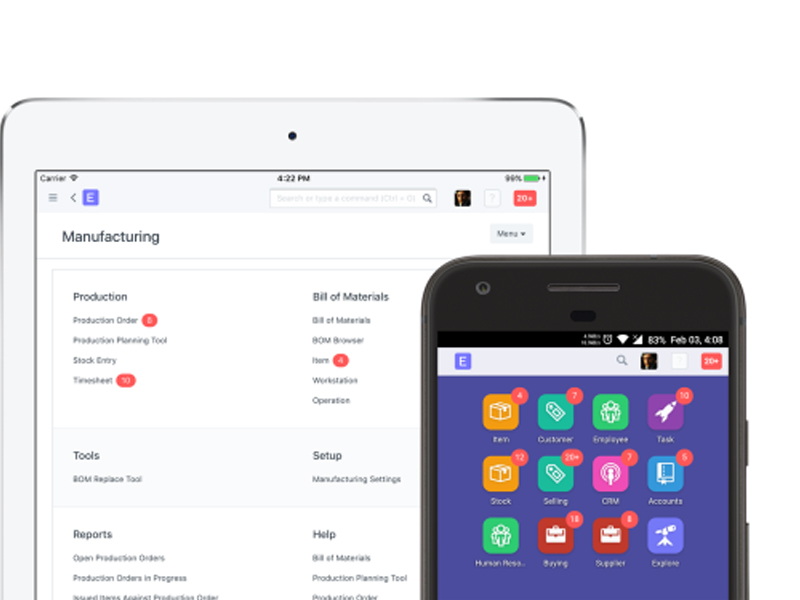 Carrier
4:22 PM
99%
E
Search or type a command (Ctrl + G)
?
20+
Manufacturing
Menu
Production
Production Order 6
Production Planning Tool
Stock Entry
Timesheet 10
Bill of Materials
Bill of Materials
BOM Browser
Item 4
Workstation
Operation
Tools
BOM Replace Tool
Setup
Manufacturing Settings
Reports
Open Production Orders
Production Orders in Progress
Issued Items Against Production Order
Help
Bill of Materials
Production Planning Tool
Production Order
83% Feb 03, 4:08
E
20+
4
7
10
Item
Customer
Employee
Task
12
20+
7
5
Stock
Selling
CRM
Accounts
18
8
Human Reso...
Buying
Supplier
Explore